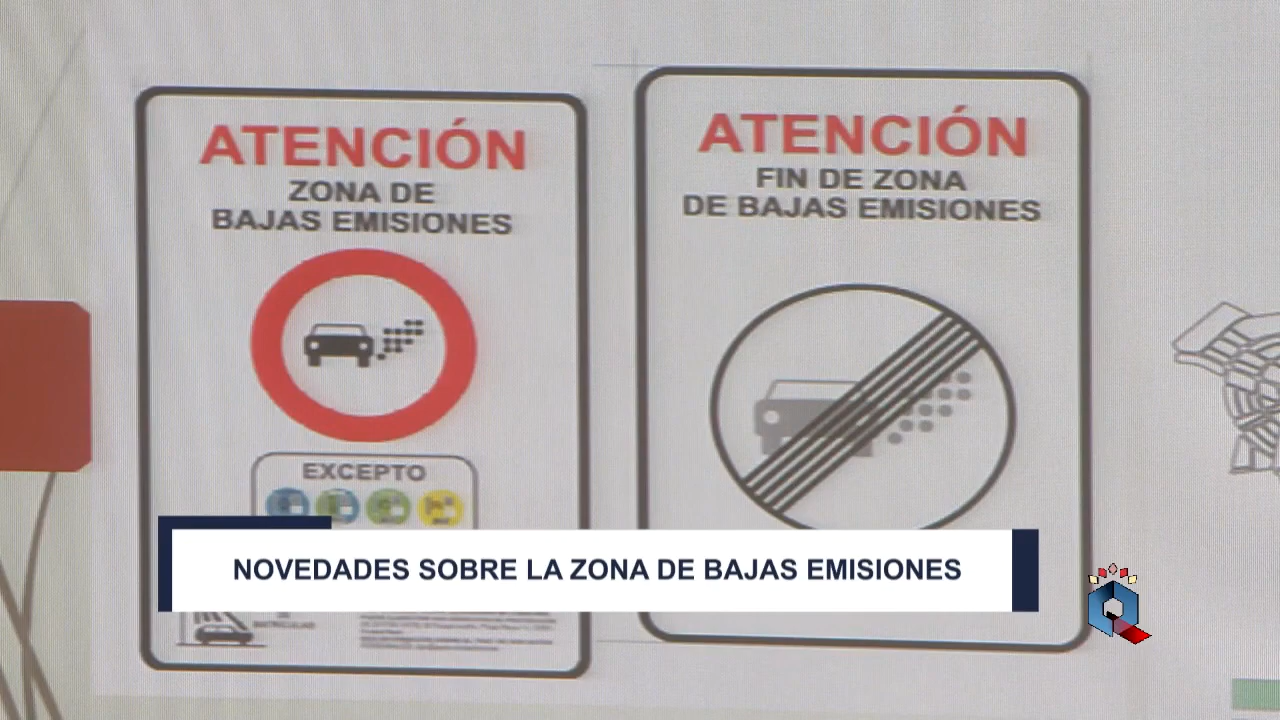 ATENCIÓN
ZONA DE
BAJAS EMISIONES
EXCEPTO
ATENCIÓN
FIN DE ZONA
DE BAJAS EMISIONES
NOVEDADES SOBRE LA ZONA DE BAJAS EMISIONES
MATRÍCULAS